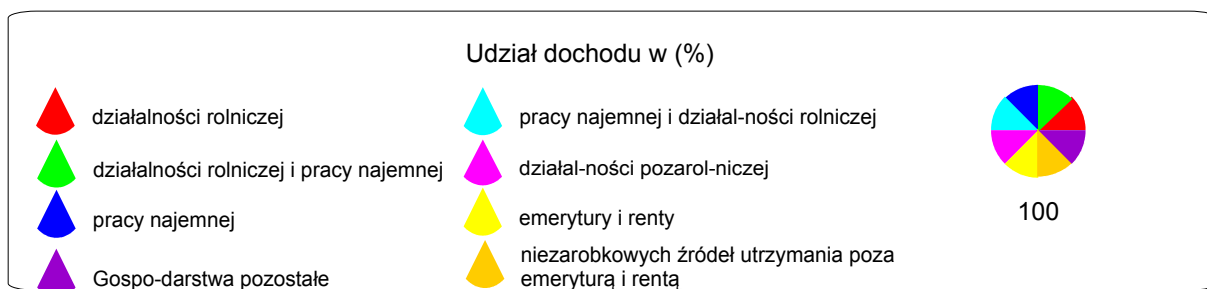 Udział dochodu w (%)
działalności rolniczej
działalności rolniczej i pracy najemnej
pracy najemnej
Gospo-darstwa pozostałe
pracy najemnej i działal-ności rolniczej
działal-ności pozarol-niczej
emerytury i renty
niezarobkowych źródeł utrzymania poza
emeryturą i rentą
100